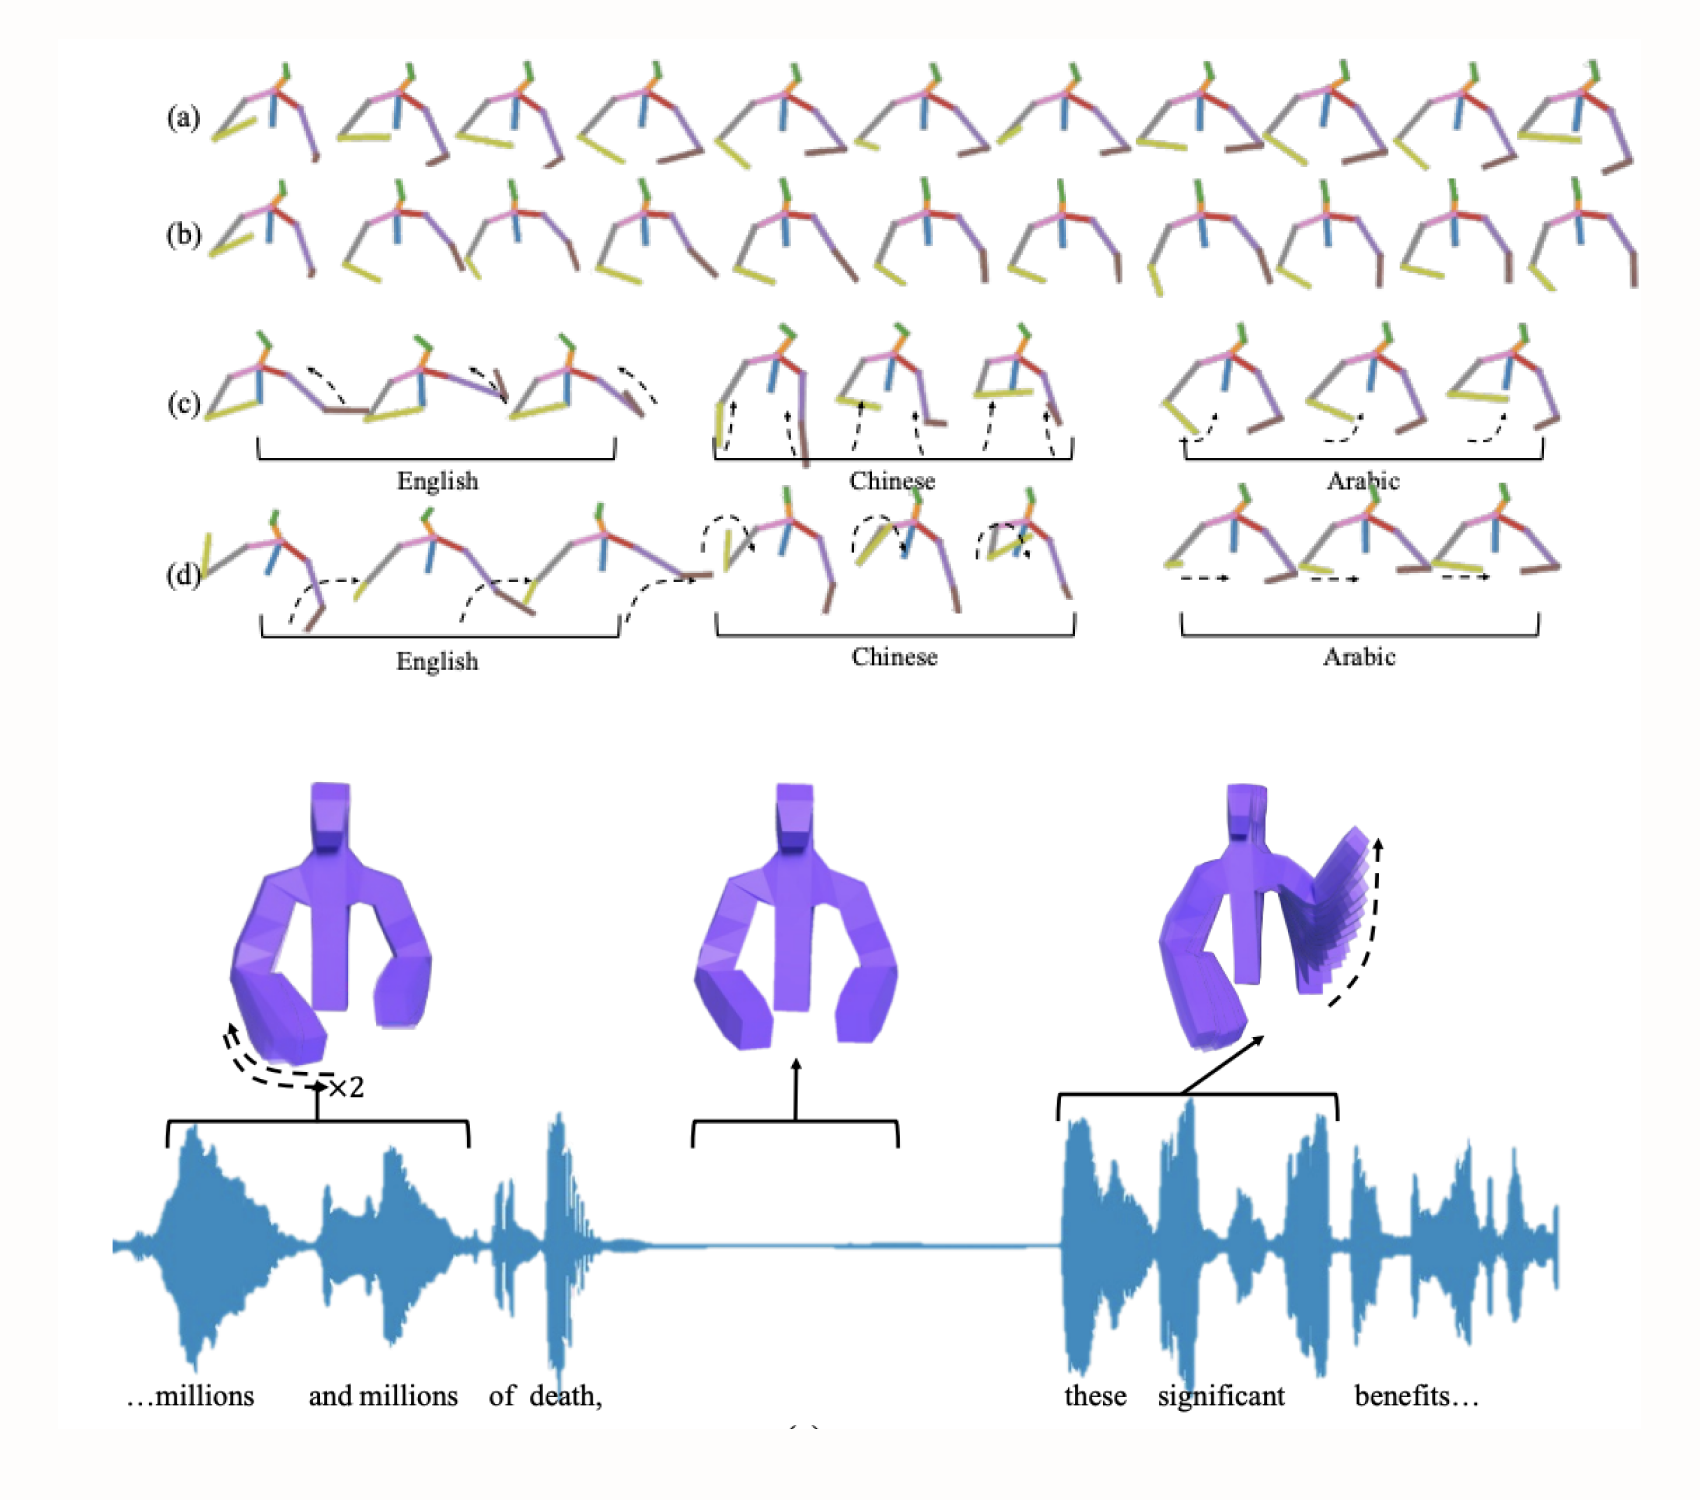 (a)
(b)
(c)
English Chinese Arabic
(d)
English Chinese Arabic
×2
...millions and millions of death, these significant benefits...